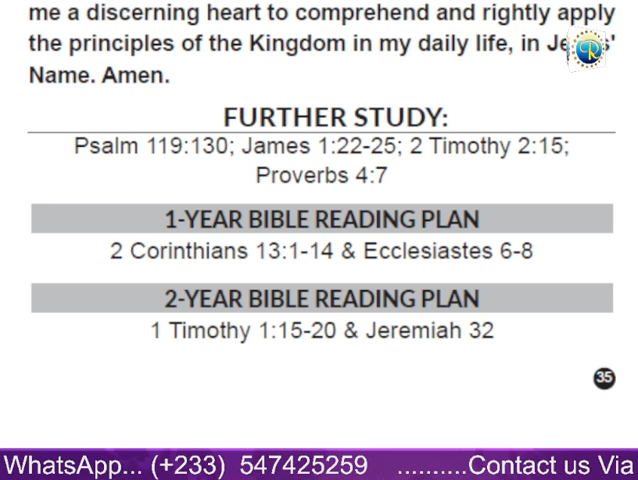 me a discerning heart to comprehend and rightly apply
the principles of the Kingdom in my daily life, in
Name. Amen.
FURTHER STUDY:
Psalm 119:130; James 1:22-25; 2 Timothy 2:15;
Proverbs 4:7
1-YEAR BIBLE READING PLAN
2 Corinthians 13:1-14 & Ecclesiastes 6-8
2-YEAR BIBLE READING PLAN
1 Timothy 1:15-20 & Jeremiah 32
35
WhatsApp... (+233) 547425259 ..........Contact us Via